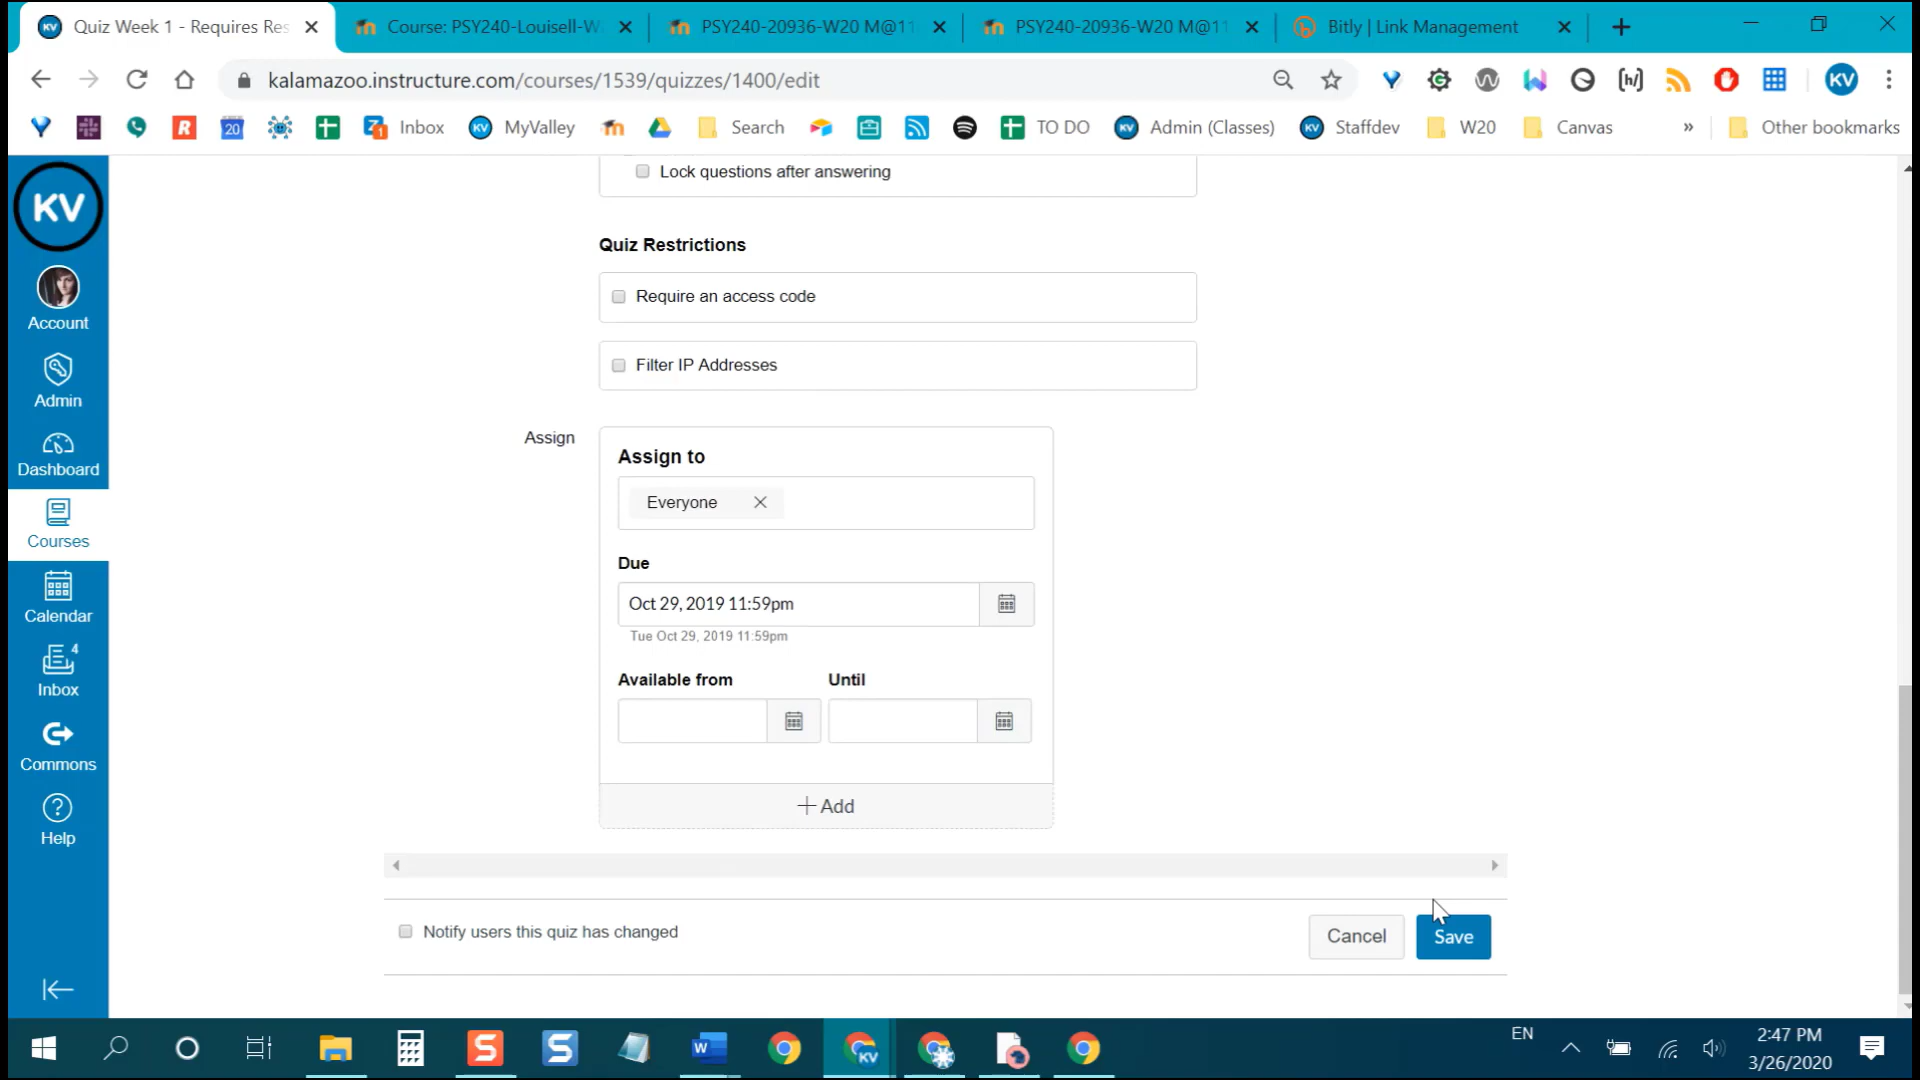 Quiz Week 1 - Requires Res
Course: PSY240-Louisell-W
PSY240-20936-W20 M@11
PSY240-20936-W20 M@11
Bitly | Link Management
kalamazoo.instructure.com/courses/1539/quizzes/1400/edit
KV
20
Inbox
MyValley
Search
TO DO
Admin (Classes)
Staffdev
W20
Canvas
»
Other bookmarks
KV
Account
Admin
Dashboard
Courses
Calendar
4
Inbox
Commons
Help
Lock questions after answering
Quiz Restrictions
Require an access code
Filter IP Addresses
Assign
Assign to
Everyone
Due
Oct 29, 2019 11:59pm
Tue Oct 29, 2019 11:59pm
Available from
Until
+ Add
Notify users this quiz has changed
Cancel
Save
EN
2:47 PM
3/26/2020